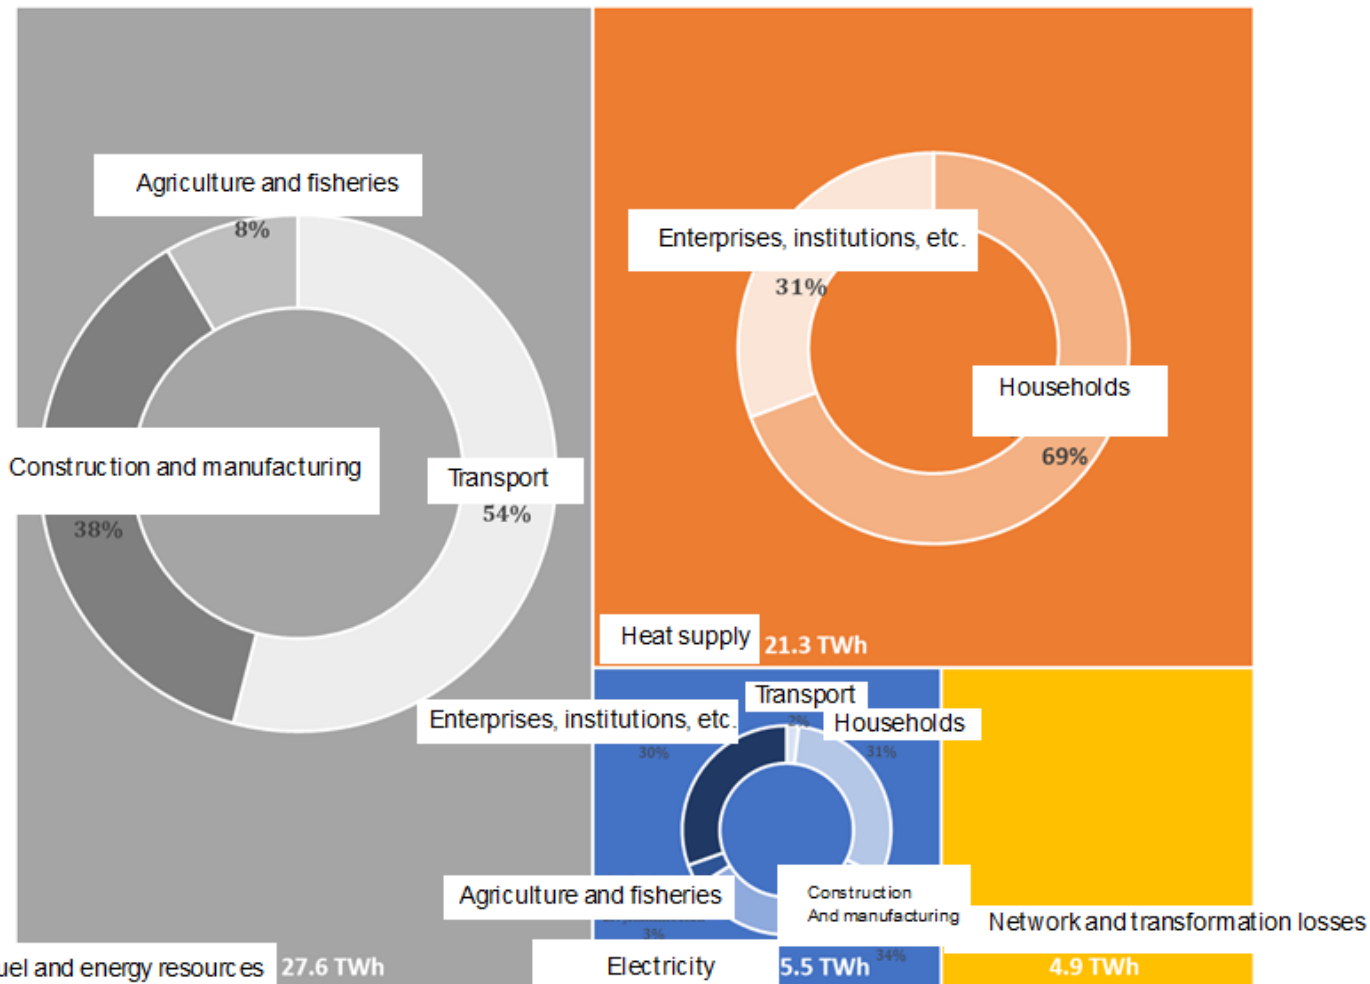 Agriculture and fisheries
8%
Construction and manufacturing
38%
Transport
54%
uel and energy resources 27.6 TWh
Enterprises, institutions, etc.
31%
Households
69%
Heat supply 21.3 TWh
Transport
2%
Enterprises, institutions, etc.
30%
Households
31%
Agriculture and fisheries
3%
Construction
And manufacturing
34%
Electricity 5.5 TWh
Network and transformation losses
4.9 TWh